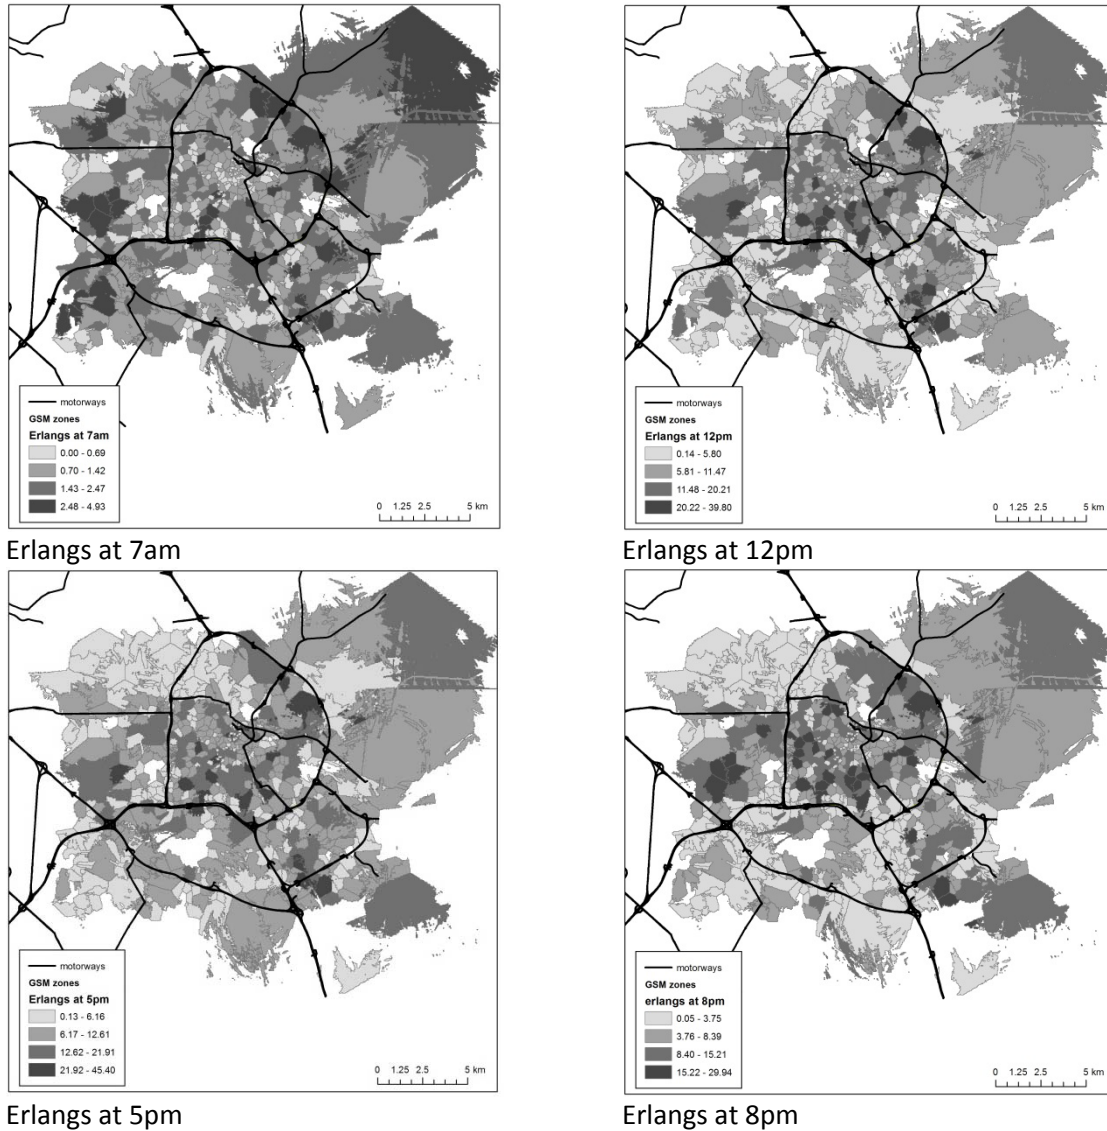 motorways
GSM zones
Erlangs at 7am
0.00 - 0.69
0.70 - 1.42
1.43 - 2.47
2.48 - 4.93
0 1.25 2.5 5 km
Erlangs at 7am
motorways
GSM zones
Erlangs at 12pm
0.14 - 5.80
5.81 - 11.47
11.48 - 20.21
20.22 - 39.80
0 1.25 2.5 5 km
Erlangs at 12pm
motorways
GSM zones
Erlangs at 5pm
0.13 - 6.16
6.17 - 12.61
12.62 - 21.91
21.92 - 45.40
0 1.25 2.5 5 km
Erlangs at 5pm
motorways
GSM zones
erlangs at 8pm
0.05 - 3.75
3.76 - 8.39
8.40 - 15.21
15.22 - 29.94
0 1.25 2.5 5 km
Erlangs at 8pm